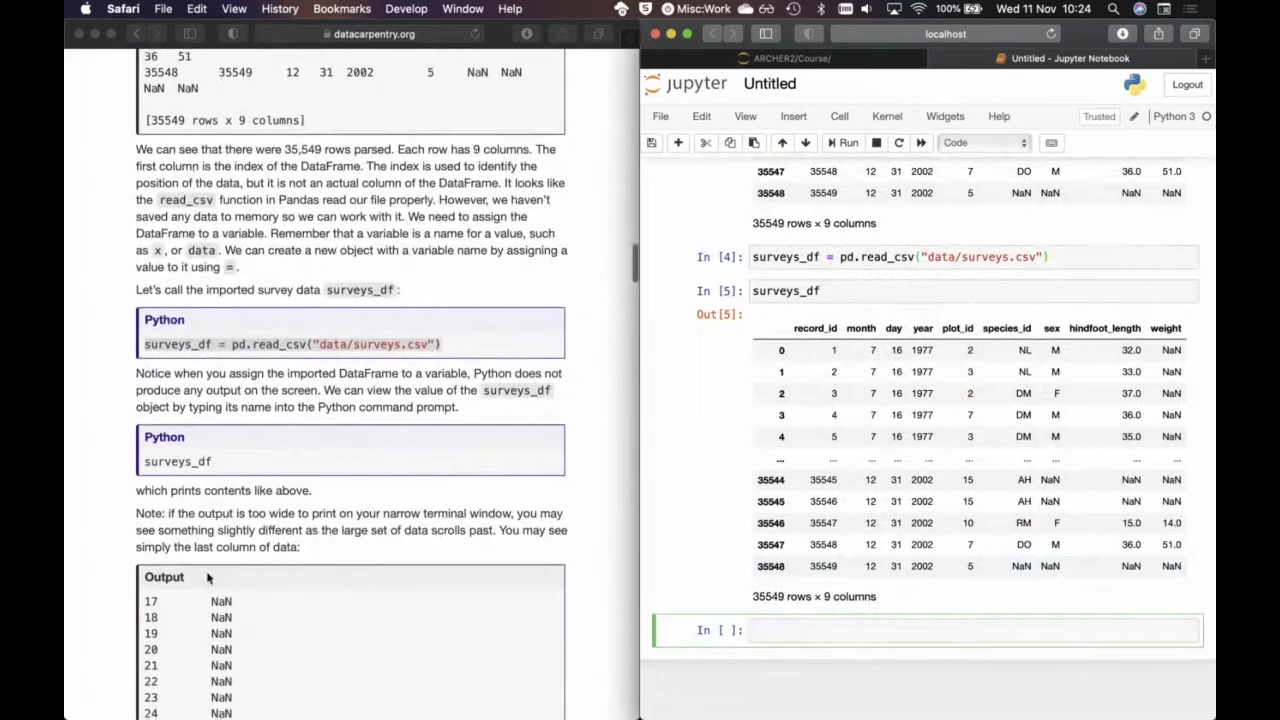 Safari File Edit View History Bookmarks Develop Window Help Misc:Work 100% Wed 11 Nov 10:24
datacarpentry.org
36 51
35548 35549 12 31 2002 5 NaN NaN
NaN NaN
[35549 rows x 9 columns]
We can see that there were 35,549 rows parsed. Each row has 9 columns. The
first column is the index of the DataFrame. The index is used to identify the
position of the data, but it is not an actual column of the DataFrame. It looks like
the read_csv function in Pandas read our file properly. However, we haven't
saved any data to memory so we can work with it. We need to assign the
DataFrame to a variable. Remember that a variable is a name for a value, such
as x, or data. We can create a new object with a variable name by assigning a
value to it using =.
Let's call the imported survey data surveys_df:
Python
surveys_df = pd.read_csv("data/surveys.csv")
Notice when you assign the imported DataFrame to a variable, Python does not
produce any output on the screen. We can view the value of the surveys_df
object by typing its name into the Python command prompt.
Python
surveys_df
which prints contents like above.
Note: if the output is too wide to print on your narrow terminal window, you may
see something slightly different as the large set of data scrolls past. You may see
simply the last column of data:
Output
17 NaN
18 NaN
19 NaN
20 NaN
21 NaN
22 NaN
23 NaN
24 NaN
localhost
ARCHER2/Course/ Untitled - Jupyter Notebook
jupyter Untitled Logout
File Edit View Insert Cell Kernel Widgets Help Trusted Python 3
Run Code
35547 35548 12 31 2002 7 DO M 36.0 51.0
35548 35549 12 31 2002 5 NaN NaN NaN NaN
35549 rows × 9 columns
In [4]: surveys_df = pd.read_csv("data/surveys.csv")
In [5]: surveys_df
Out[5]:
record_id month day year plot_id species_id sex hindfoot_length weight
0 1 7 16 1977 2 NL M 32.0 NaN
1 2 7 16 1977 3 NL M 33.0 NaN
2 3 7 16 1977 2 DM F 37.0 NaN
3 4 7 16 1977 7 DM M 36.0 NaN
4 5 7 16 1977 3 DM M 35.0 NaN
... ... ... ... ... ... ... ... ... ...
35544 35545 12 31 2002 15 AH NaN NaN NaN
35545 35546 12 31 2002 15 AH NaN NaN NaN
35546 35547 12 31 2002 10 RM F 15.0 14.0
35547 35548 12 31 2002 7 DO M 36.0 51.0
35548 35549 12 31 2002 5 NaN NaN NaN NaN
35549 rows × 9 columns
In [ ]: